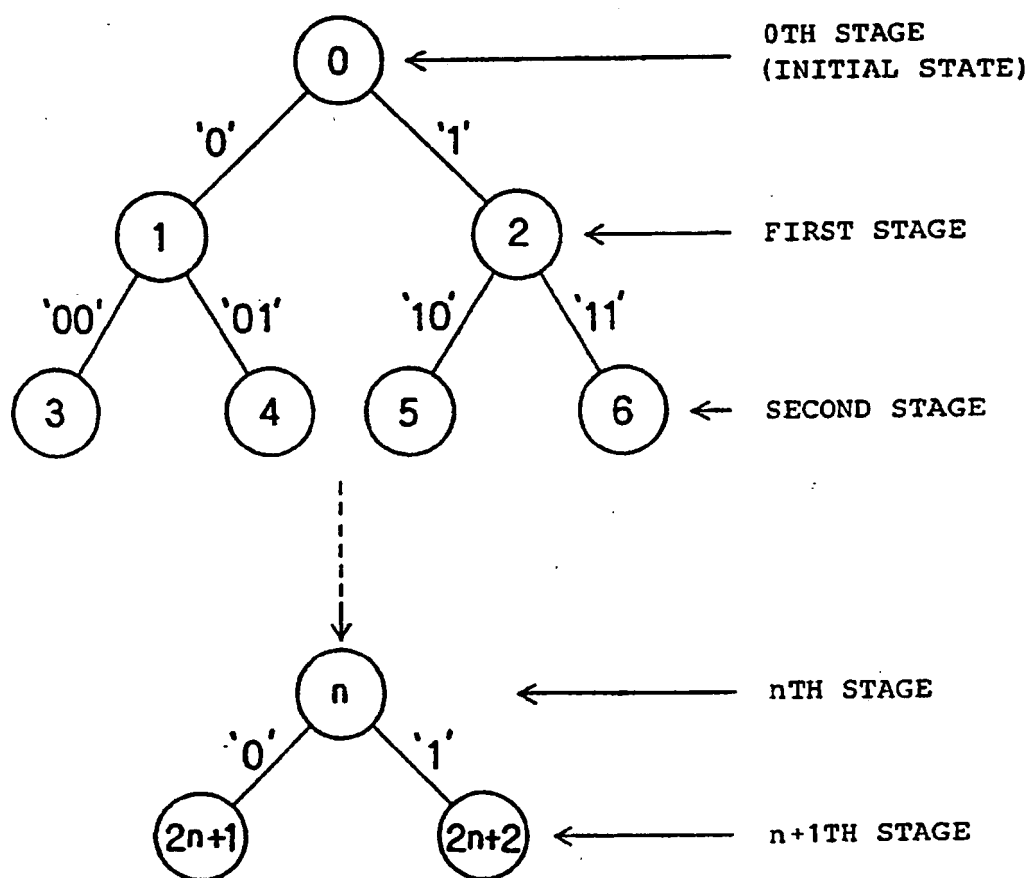 0
0TH STAGE
(INITIAL STATE)
'0' '1'
1 2 FIRST STAGE
'00' '01' '10' '11'
3 4 5 6 SECOND STAGE
n nTH STAGE
'0' '1'
2n+1 2n+2 n+1TH STAGE